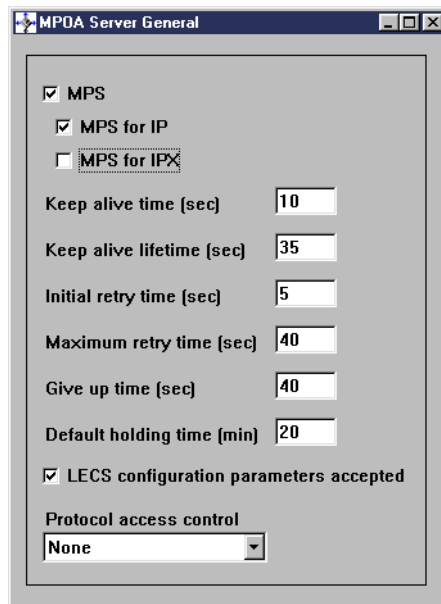 MPOA Server General
MPS
MPS for IP
MPS for IPX
Keep alive time (sec) 10
Keep alive lifetime (sec) 35
Initial retry time (sec) 5
Maximum retry time (sec) 40
Give up time (sec) 40
Default holding time (min) 20
LECS configuration parameters accepted
Protocol access control
None